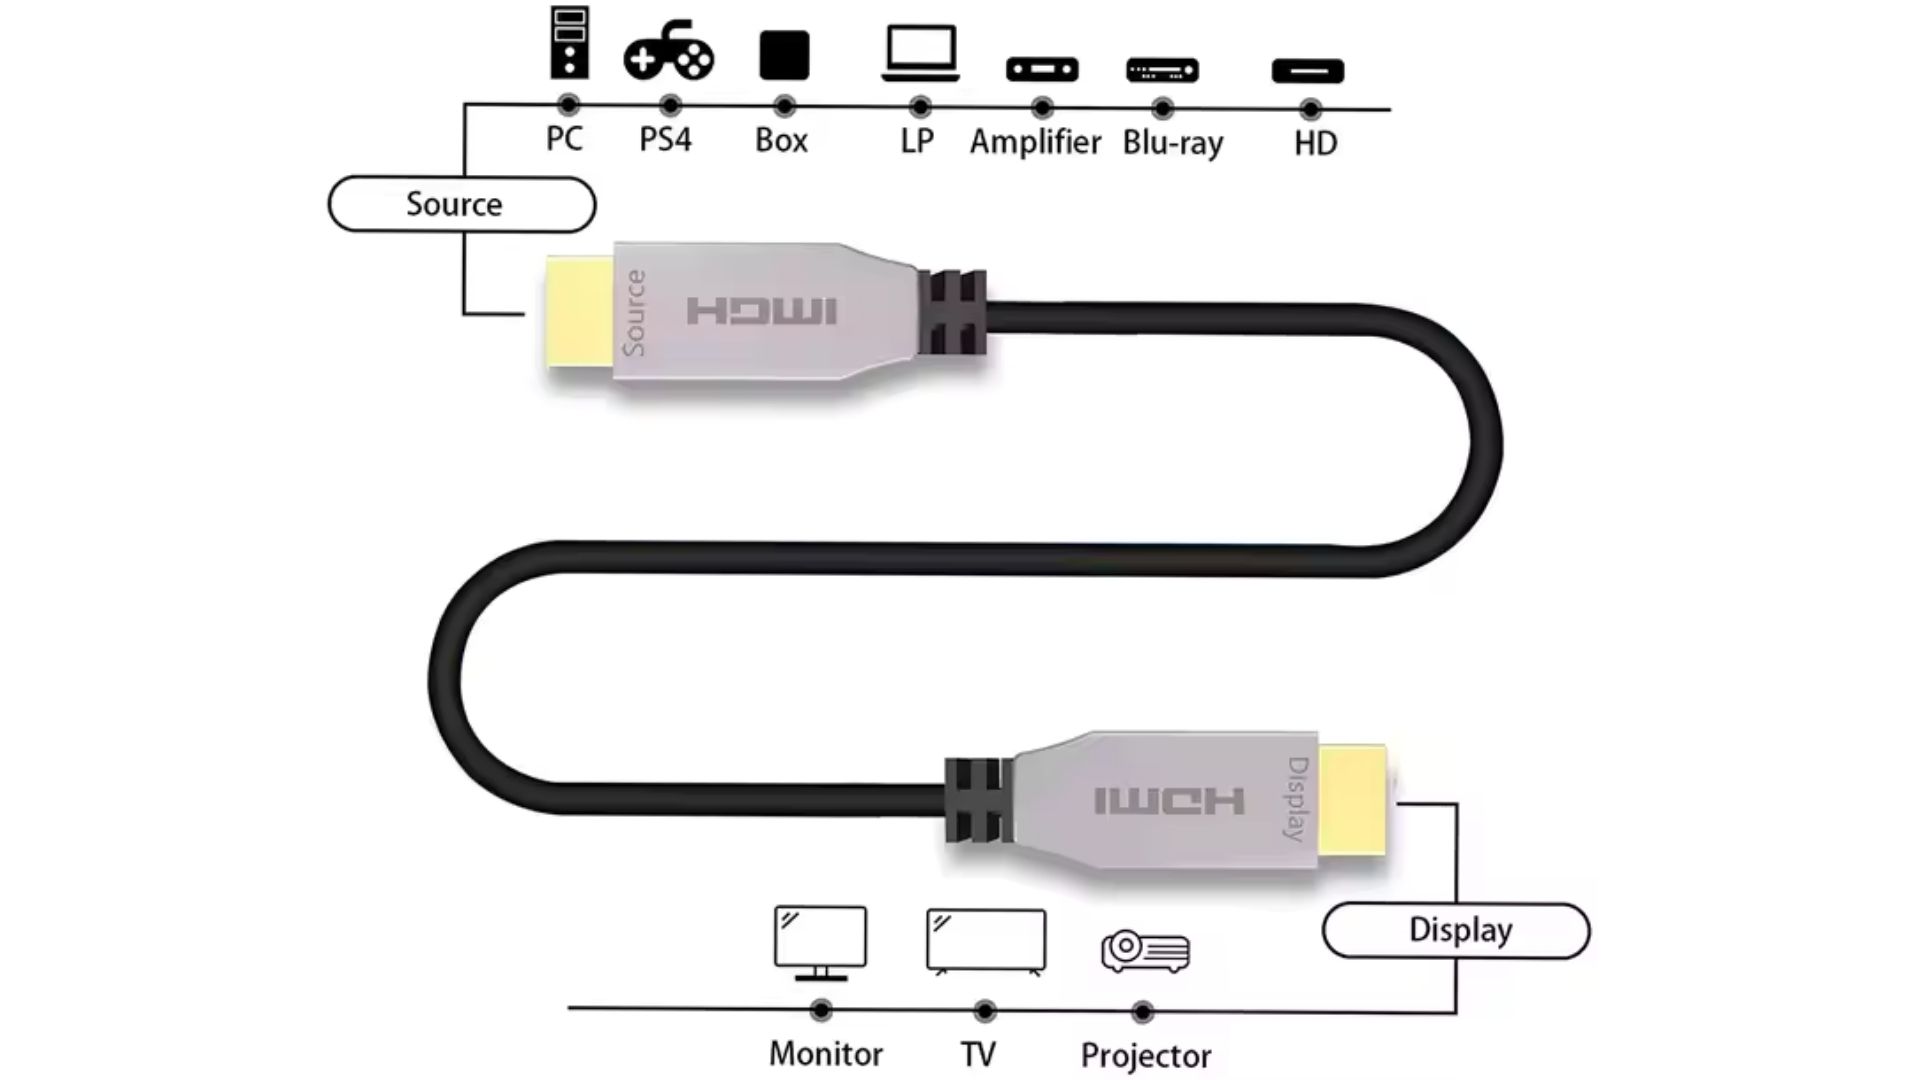 PC PS4 Box LP Amplifier Blu-ray HD
Source
Source
HDMI
HDMI
Display
Display
Monitor TV Projector